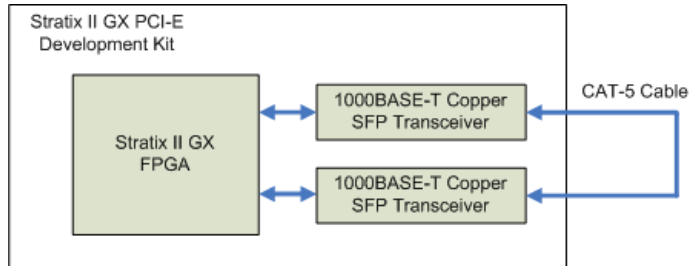 Stratix II GX PCI-E
Development Kit
Stratix II GX
FPGA
1000BASE-T Copper
SFP Transceiver
CAT-5 Cable
1000BASE-T Copper
SFP Transceiver